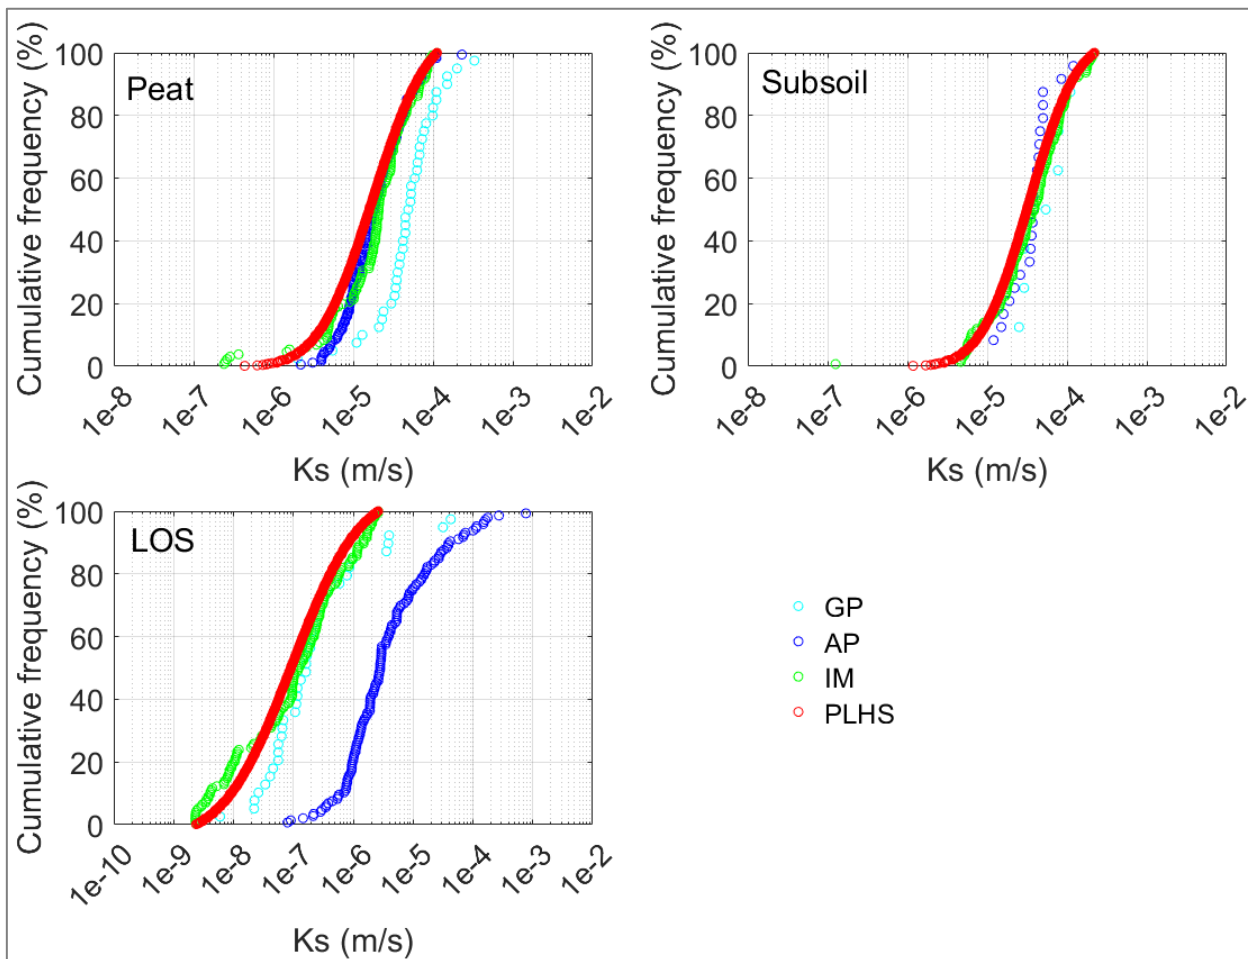 Cumulative frequency (%)
100
80
60
40
20
0
Peat
1e-8
1e-7
1e-6
1e-5
1e-4
1e-3
1e-2
Ks (m/s)
Cumulative frequency (%)
100
80
60
40
20
0
Subsoil
1e-8
1e-5
1e-4
1e-3
1e-2
Ks (m/s)
Cumulative frequency (%)
100
80
60
40
20
0
LOS
1e-10
1e-9
1e-8
1e-7
1e-6
1e-5
1e-4
1e-3
1e-2
Ks (m/s)
GP
AP
IM
PLHS